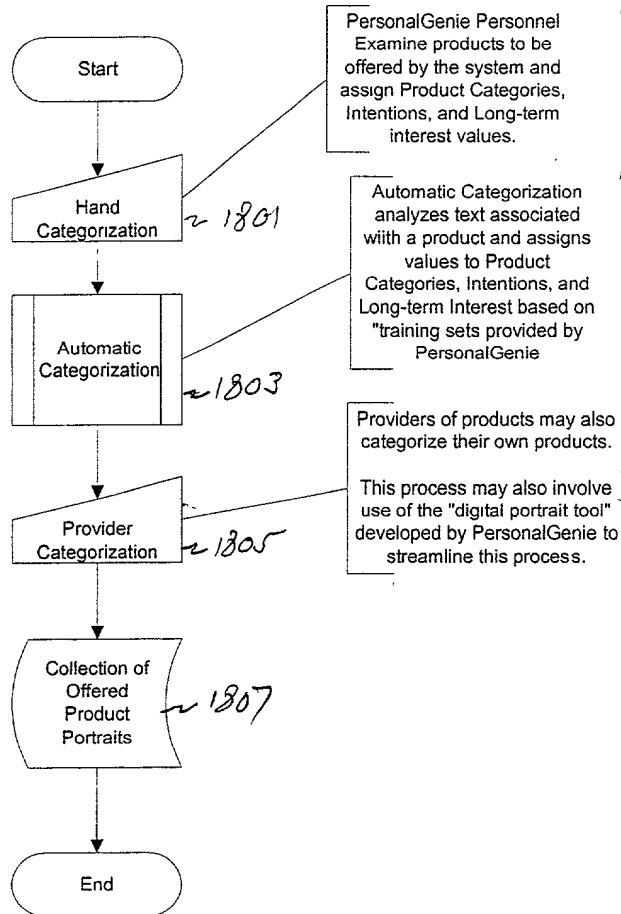 Start
PersonalGenie Personnel
Examine products to be
offered by the system and
assign Product Categories,
Intentions, and Long-term
interest values.
Hand
Categorization
1801
Automatic Categorization
analyzes text associated
wiith a product and assigns
values to Product
Categories, Intentions, and
Long-term Interest based on
"training sets provided by
PersonalGenie
Automatic
Categorization
1803
Providers of products may also
categorize their own products.
This process may also involve
use of the "digital portrait tool"
developed by PersonalGenie to
streamline this process.
Provider
Categorization
1805
Collection of
Offered
Product
Portraits
1807
End